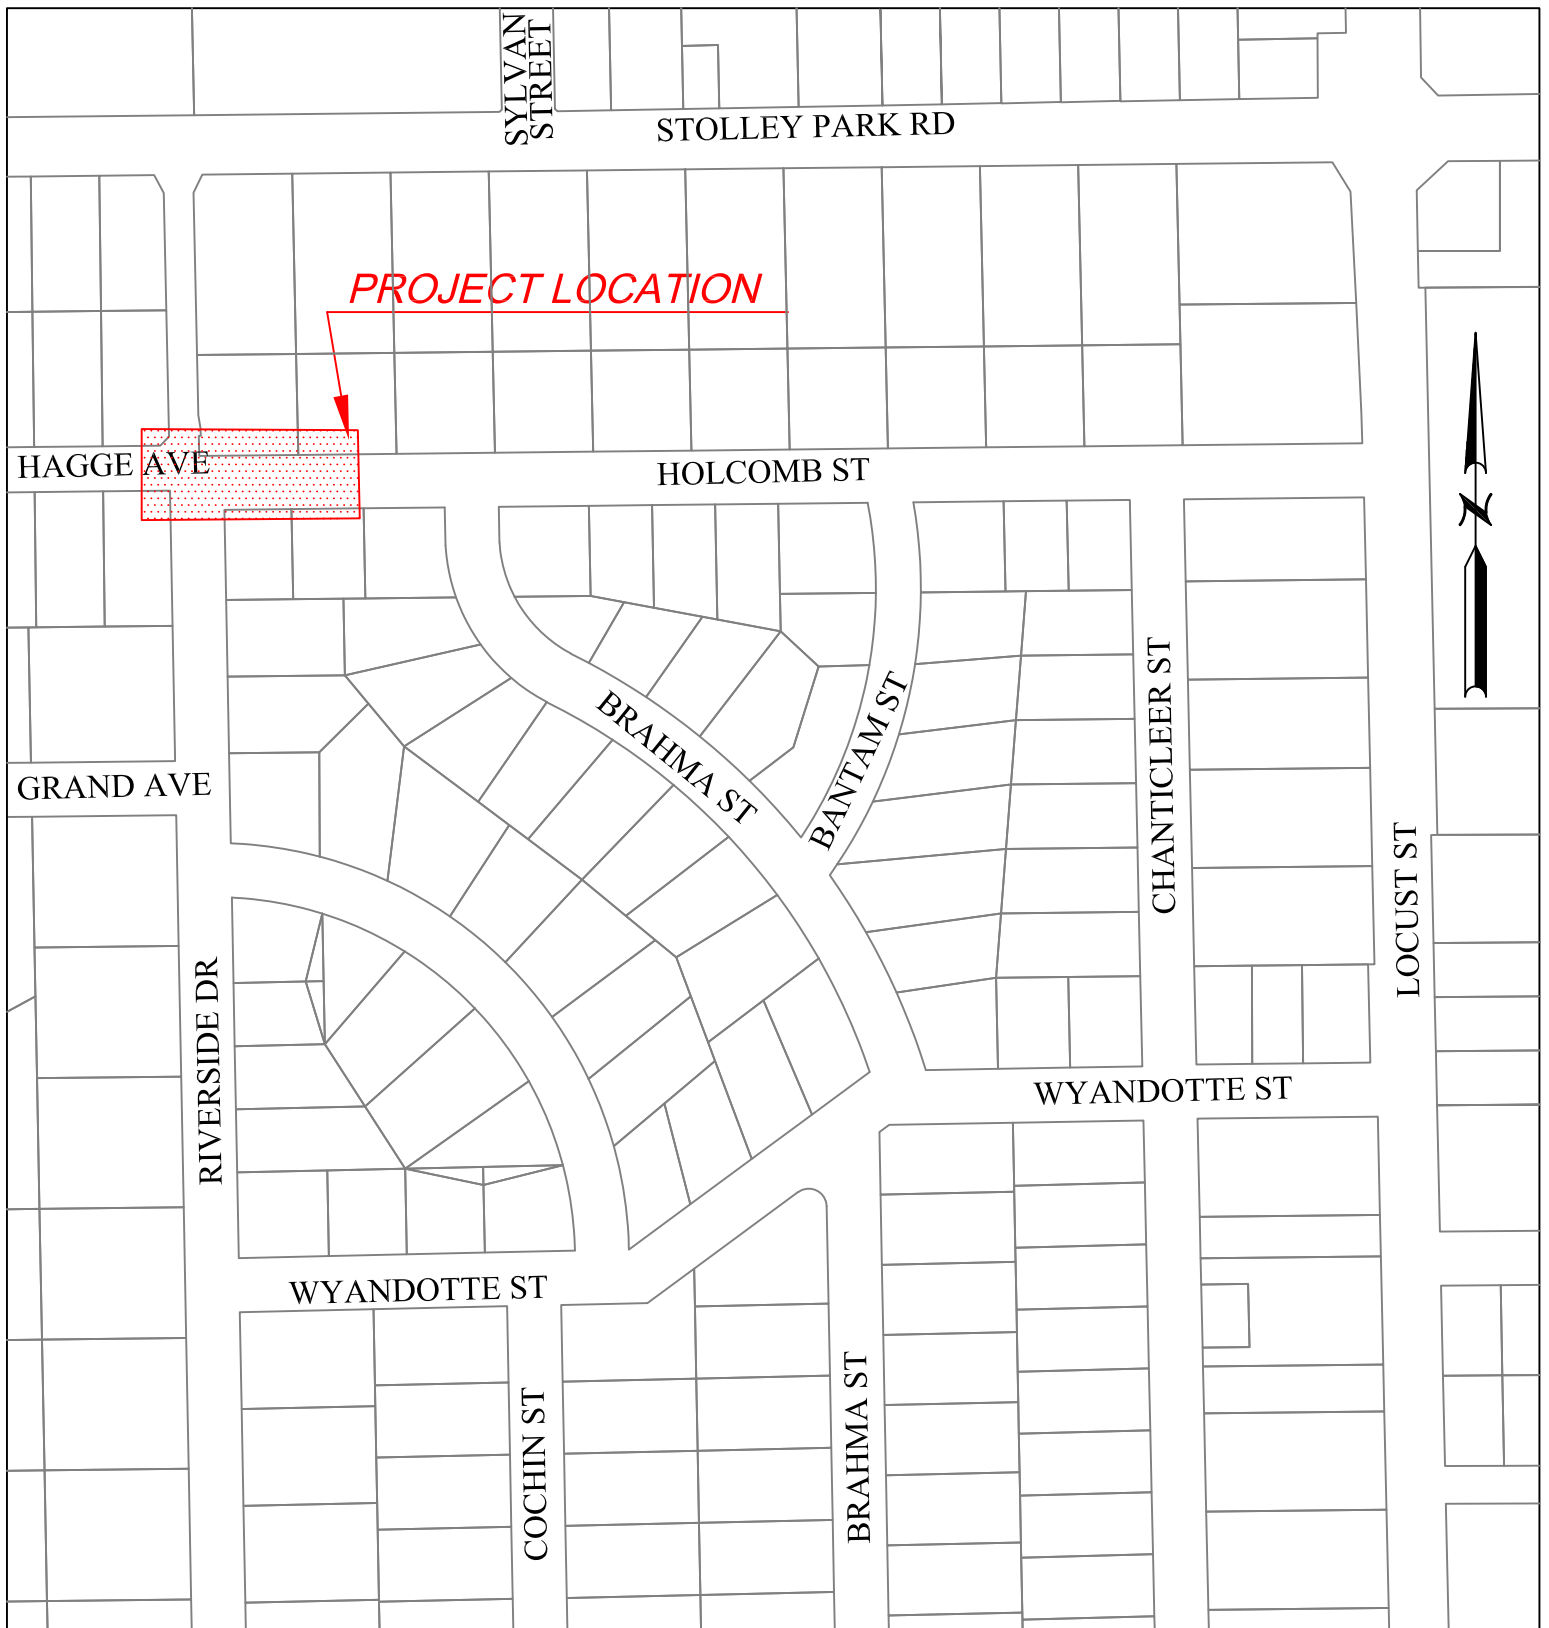 SYLVAN
STREET
STOLLEY PARK RD
PROJECT LOCATION
HAGGE AVE
HOLCOMB ST
N
BRAHMA ST
BANTAM ST
CHANTICLEER ST
GRAND AVE
LOCUST ST
RIVERSIDE DR
WYANDOTTE ST
WYANDOTTE ST
COCHIN ST
BRAHMA ST